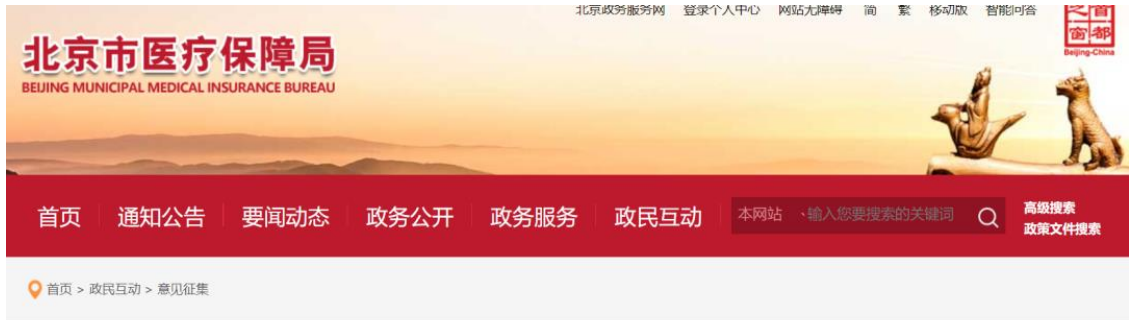 北京政务服务网 登录个人中心 网站无障碍 简 繁 移动版 智能问答
首都之窗
Beijing-China
北京市医疗保障局
BEIJING MUNICIPAL MEDICAL INSURANCE BUREAU
首页 通知公告 要闻动态 政务公开 政务服务 政民互动 本网站 输入您要搜索的关键词 高级搜索
政策文件搜索
首页 > 政民互动 > 意见征集